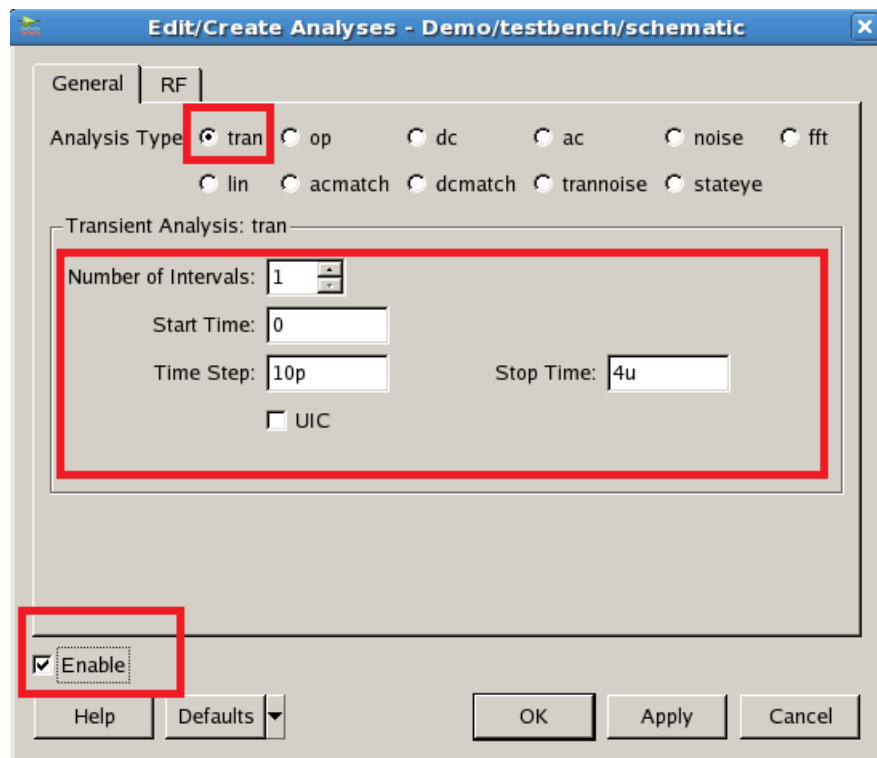 Edit/Create Analyses - Demo/testbench/schematic
General RF
Analysis Type tran op dc ac noise fft
lin acmatch dcmatch trannoise stateye
Transient Analysis: tran
Number of Intervals: 1
Start Time: 0
Time Step: 10p Stop Time: 4u
UIC
Enable
Help Defaults OK Apply Cancel